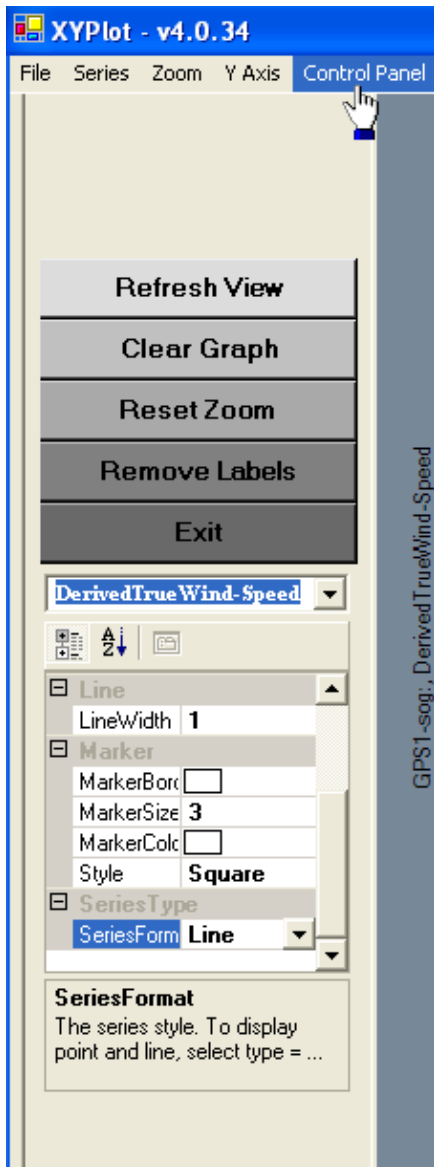 XYPlot - v4.0.34
File Series Zoom Y Axis Control Panel
Refresh View
Clear Graph
Reset Zoom
Remove Labels
Exit
DerivedTrueWind-Speed
Line
LineWidth 1
Marker
MarkerBorc
MarkerSize 3
MarkerColc
Style Square
SeriesType
SeriesForm Line
SeriesFormat
The series style. To display
point and line, select type = ...
GPS1-sog:, DerivedTrueWind-Speed